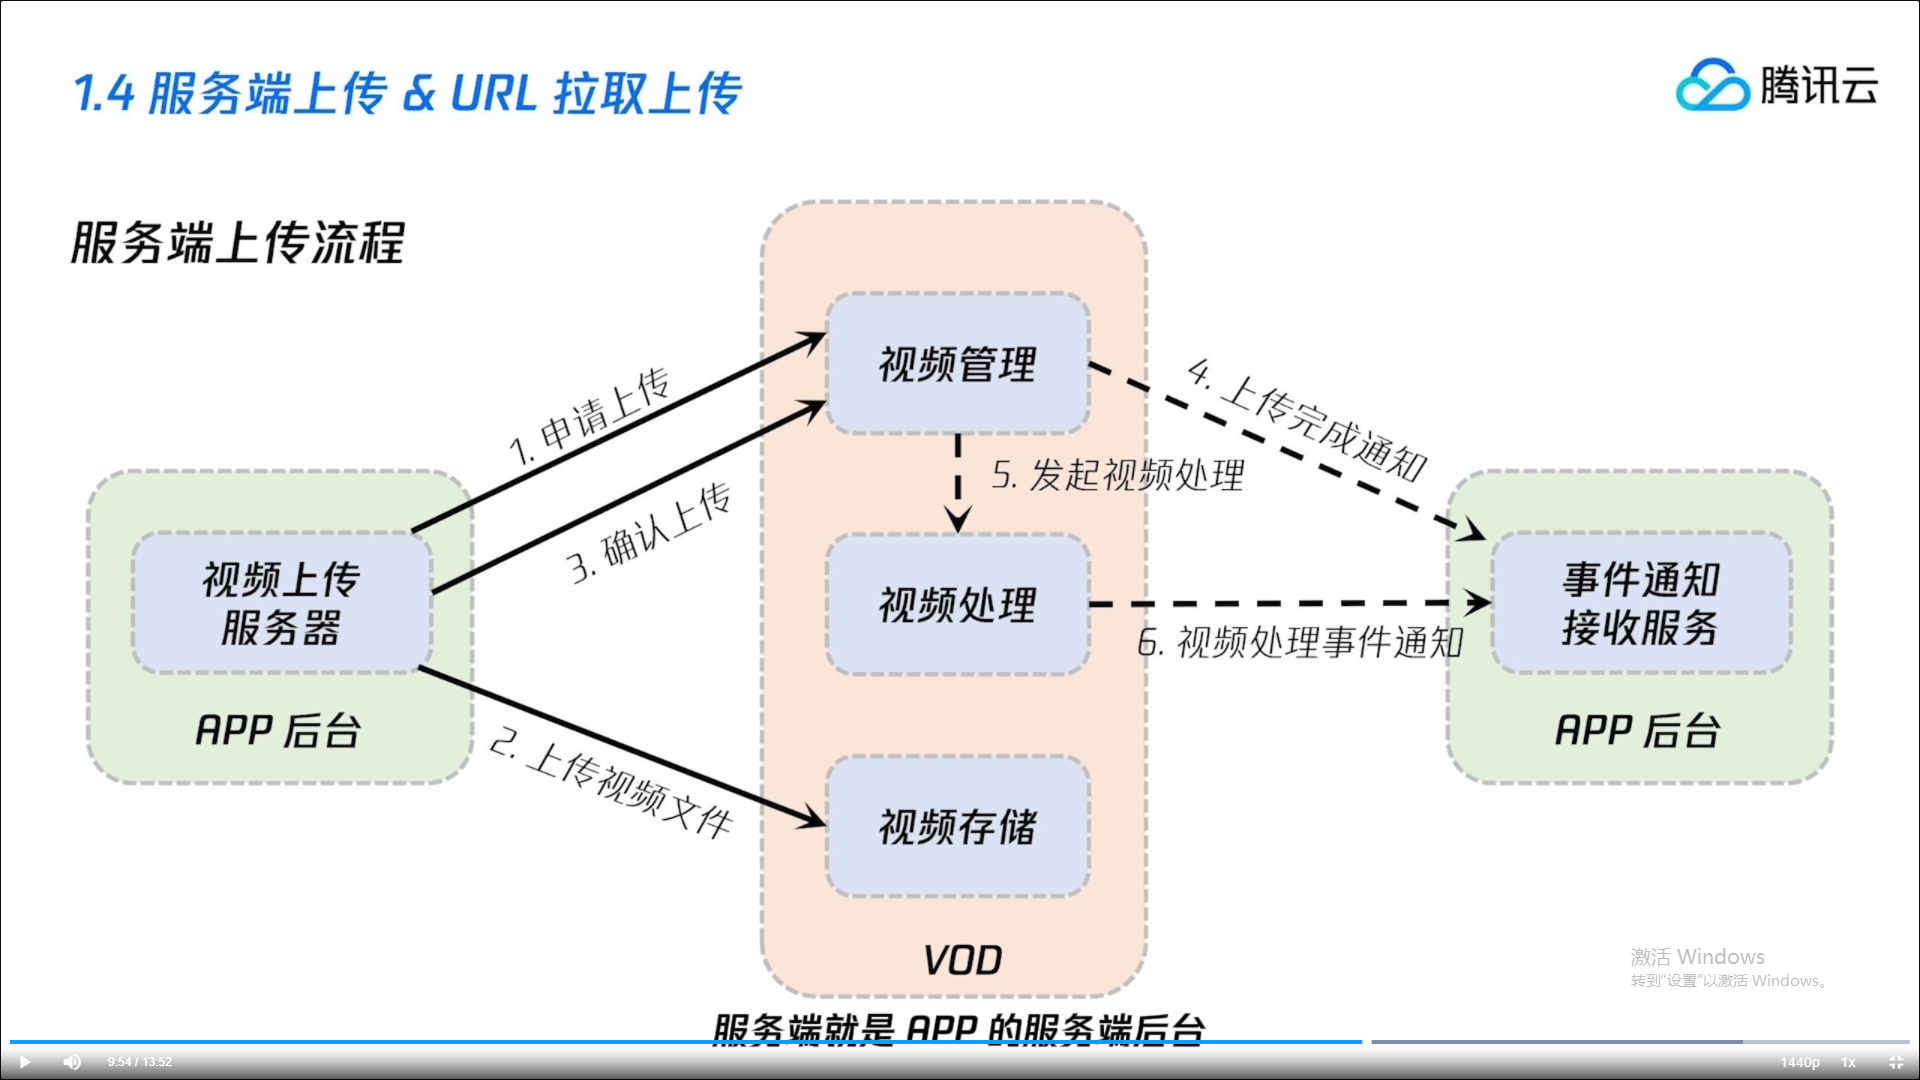 1.4 服务端上传 & URL 拉取上传
腾讯云
服务端上传流程
视频管理
1. 申请上传
4. 上传完成通知
5. 发起视频处理
3. 确认上传
视频上传
服务器
视频处理
事件通知
接收服务
6. 视频处理事件通知
APP 后台
APP 后台
2. 上传视频文件
视频存储
VOD
激活 Windows
转到“设置”以激活 Windows。
服务端就是 APP 的服务端后台
9:54 / 13:52
1440p
1x